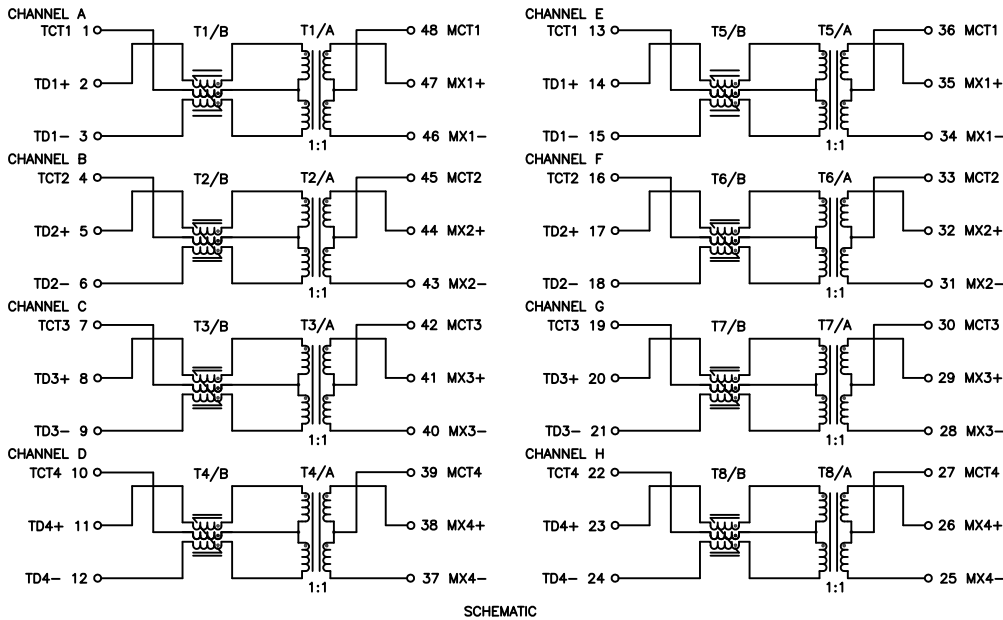 CHANNEL A
TCT1 1 T1/B T1/A 48 MCT1
TD1+ 2 47 MX1+
TD1− 3 46 MX1−
1:1
CHANNEL B
TCT2 4 T2/B T2/A 45 MCT2
TD2+ 5 44 MX2+
TD2− 6 43 MX2−
1:1
CHANNEL C
TCT3 7 T3/B T3/A 42 MCT3
TD3+ 8 41 MX3+
TD3− 9 40 MX3−
1:1
CHANNEL D
TCT4 10 T4/B T4/A 39 MCT4
TD4+ 11 38 MX4+
TD4− 12 37 MX4−
1:1
CHANNEL E
TCT1 13 T5/B T5/A 36 MCT1
TD1+ 14 35 MX1+
TD1− 15 34 MX1−
1:1
CHANNEL F
TCT2 16 T6/B T6/A 33 MCT2
TD2+ 17 32 MX2+
TD2− 18 31 MX2−
1:1
CHANNEL G
TCT3 19 T7/B T7/A 30 MCT3
TD3+ 20 29 MX3+
TD3− 21 28 MX3−
1:1
CHANNEL H
TCT4 22 T8/B T8/A 27 MCT4
TD4+ 23 26 MX4+
TD4− 24 25 MX4−
1:1
SCHEMATIC